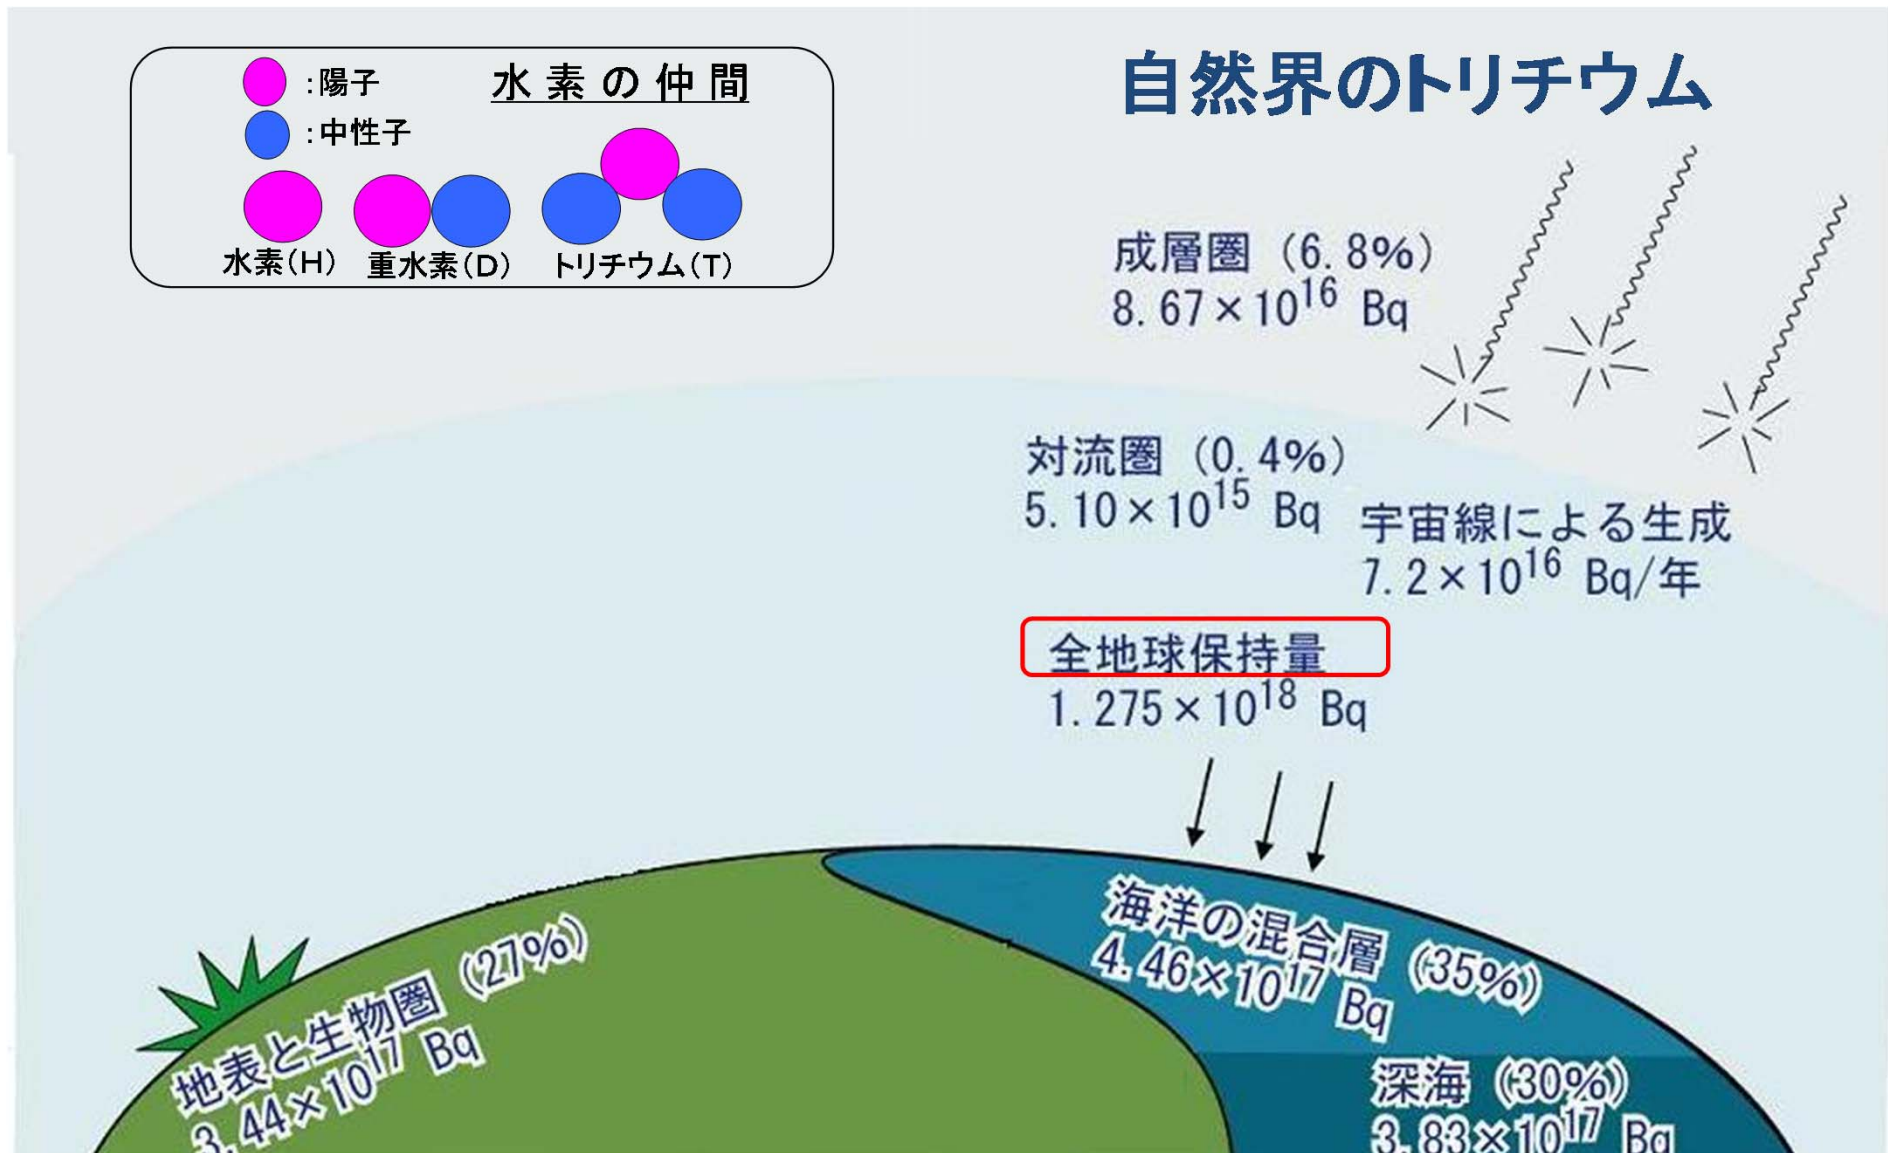 :陽子
水素の仲間
:中性子
水素(H)
重水素(D)
トリチウム(T)
自然界のトリチウム
成層圏 (6.8%)
8.67×10¹⁶ Bq
対流圏 (0.4%)
5.10×10¹⁵ Bq
宇宙線による生成
7.2×10¹⁶ Bq/年
全地球保持量
1.275×10¹⁸ Bq
海洋の混合層 (35%)
4.46×10¹⁷ Bq
地表と生物圏 (27%)
3.44×10¹⁷ Bq
深海 (30%)
3.83×10¹⁷ Bq